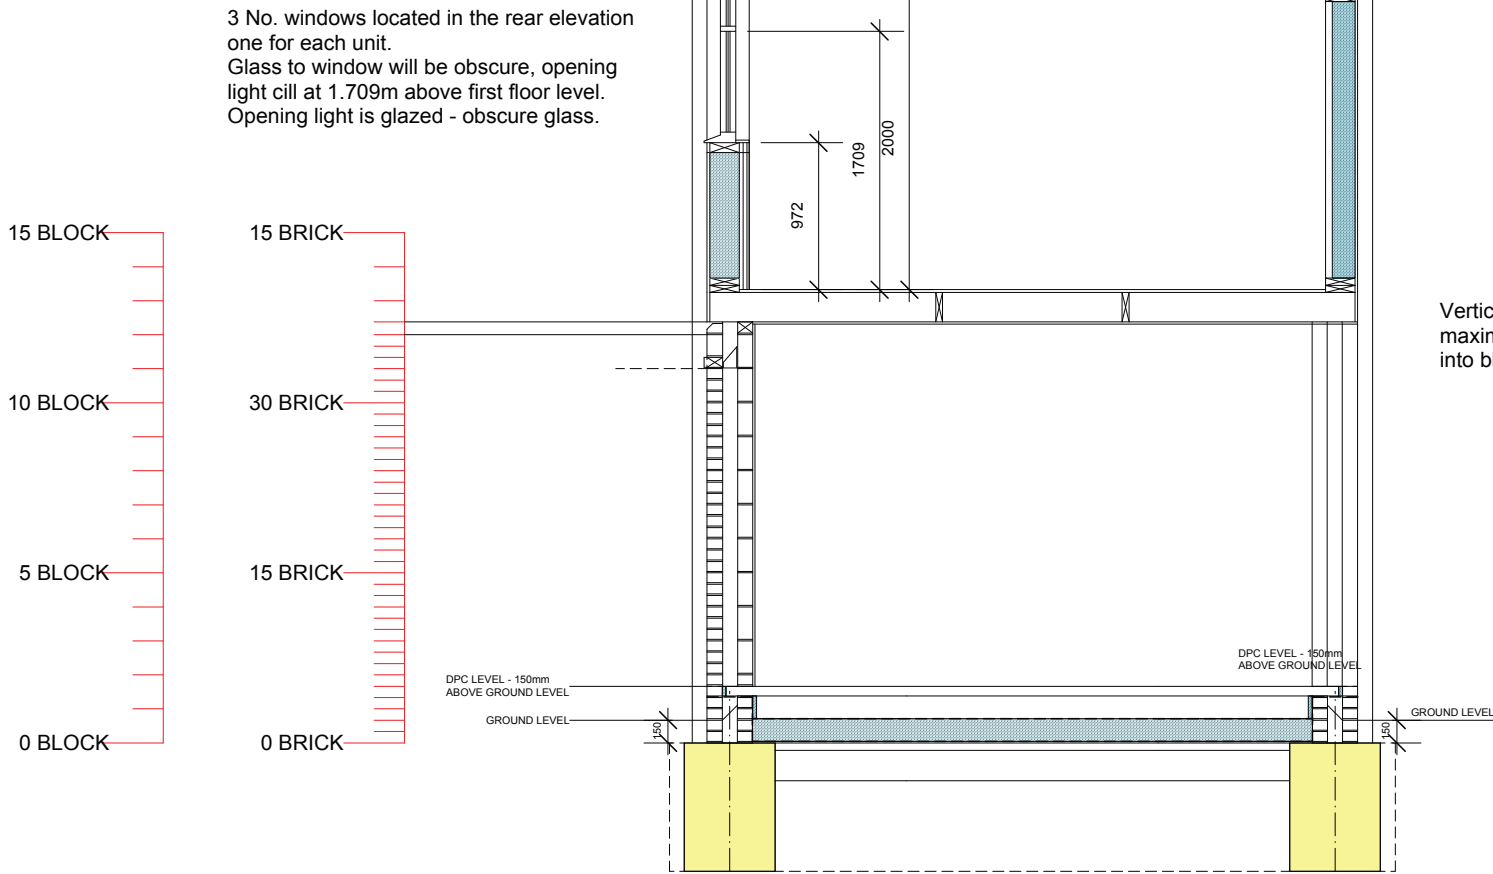 3 No. windows located in the rear elevation
one for each unit.
Glass to window will be obscure, opening
light cill at 1.709m above first floor level.
Opening light is glazed - obscure glass.
2000
1709
972
15 BLOCK
15 BRICK
Vertic
maxin
into b
10 BLOCK
30 BRICK
5 BLOCK
15 BRICK
DPC LEVEL - 150mm
ABOVE GROUND LEVEL
DPC LEVEL - 150mm
ABOVE GROUND LEVEL
GROUND LEVEL
GROUND LEVEL
150
150
0 BLOCK
0 BRICK